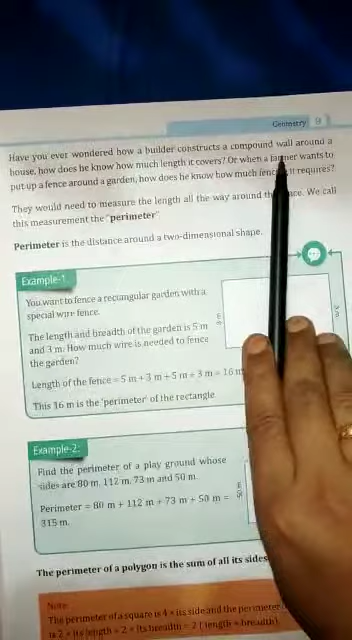 Geometry 9
Have you ever wondered how a builder constructs a compound wall around a
house, how does he know how much length it covers? Or when a farmer wants to
put up a fence around a garden, how does he know how much fence it requires?
They would need to measure the length all the way around the We call
this measurement the "perimeter"
Perimeter is the distance around a two-dimensional shape.
Example-1
You want to fence a rectangular garden with a
special wire fence.
The length and breadth of the garden is 5 m
and 3 m. How much wire is needed to fence
the garden?
Length of the fence = 5 m + 3 m + 5 m + 3 m = 16 m
This 16 m is the 'perimeter' of the rectangle
Example-2:
Find the perimeter of a play ground whose
sides are 80 m, 112 m, 73 m and 50 m.
Perimeter = 80 m + 112 m + 73 m + 50 m =
315 m.
The perimeter of a polygon is the sum of all its sides
Note:
The perimeter of a square is 4 × its side and the perimeter
is 2 × its length + 2 × its breadth = 2 ( length + breadth).